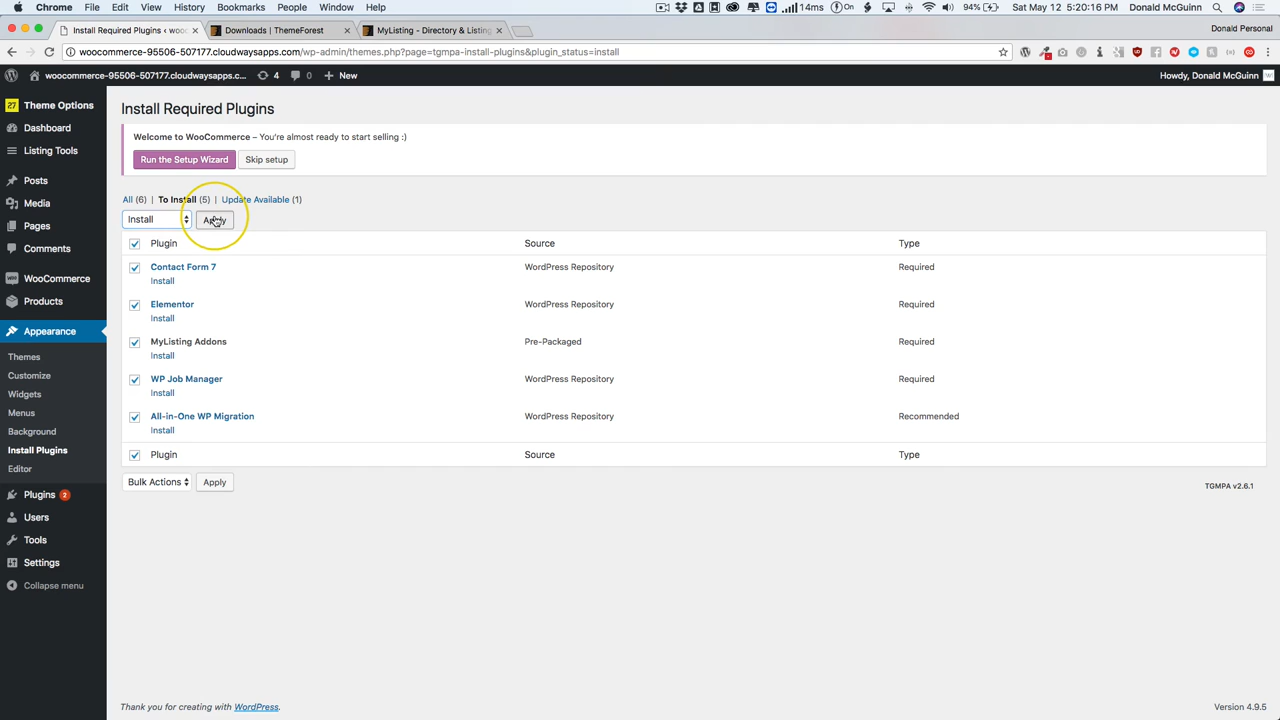 Chrome File Edit View History Bookmarks People Window Help 14ms On 94% Sat May 12 5:20:16 PM Donald McGuinn
Install Required Plugins ‹ wooc Downloads | ThemeForest MyListing - Directory & Listing Donald Personal
woocommerce-95506-507177.cloudwaysapps.com/wp-admin/themes.php?page=tgmpa-install-plugins&plugin_status=install
woocommerce-95506-507177.cloudwaysapps.c... 4 0 New Howdy, Donald McGuinn
27 Theme Options
Dashboard
Listing Tools
Posts
Media
Pages
Comments
WooCommerce
Products
Appearance
Themes
Customize
Widgets
Menus
Background
Install Plugins
Editor
Plugins 2
Users
Tools
Settings
Collapse menu
Install Required Plugins
Welcome to WooCommerce – You're almost ready to start selling :)
Run the Setup Wizard Skip setup
All (6) | To Install (5) | Update Available (1)
Install Apply
Plugin Source Type
Contact Form 7 WordPress Repository Required
Install
Elementor WordPress Repository Required
Install
MyListing Addons Pre-Packaged Required
Install
WP Job Manager WordPress Repository Required
Install
All-in-One WP Migration WordPress Repository Recommended
Install
Plugin Source Type
Bulk Actions Apply
TGMPA v2.6.1
Thank you for creating with WordPress. Version 4.9.5